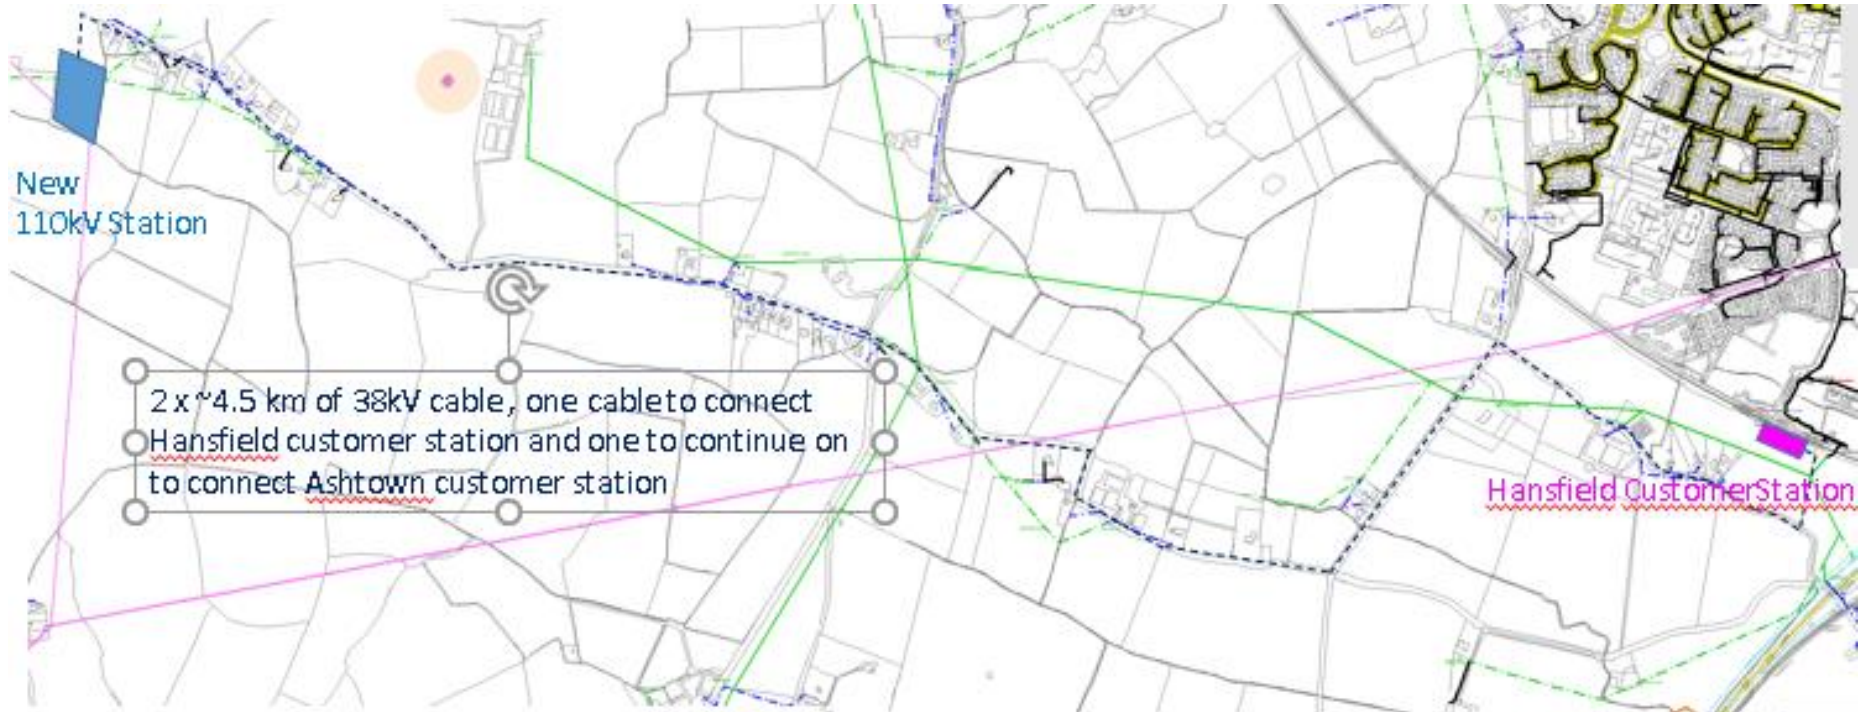 New
110kV Station
2 x ~4.5 km of 38kV cable, one cable to connect
Hansfield customer station and one to continue on
to connect Ashtown customer station
Hansfield CustomerStation